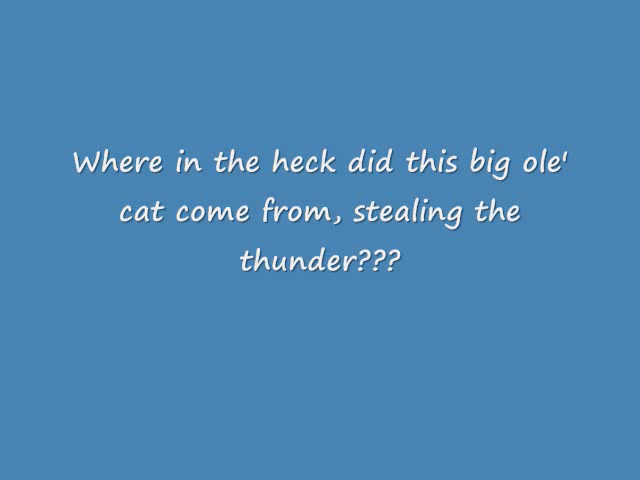 Where in the heck did this big ole'
cat come from, stealing the
thunder???